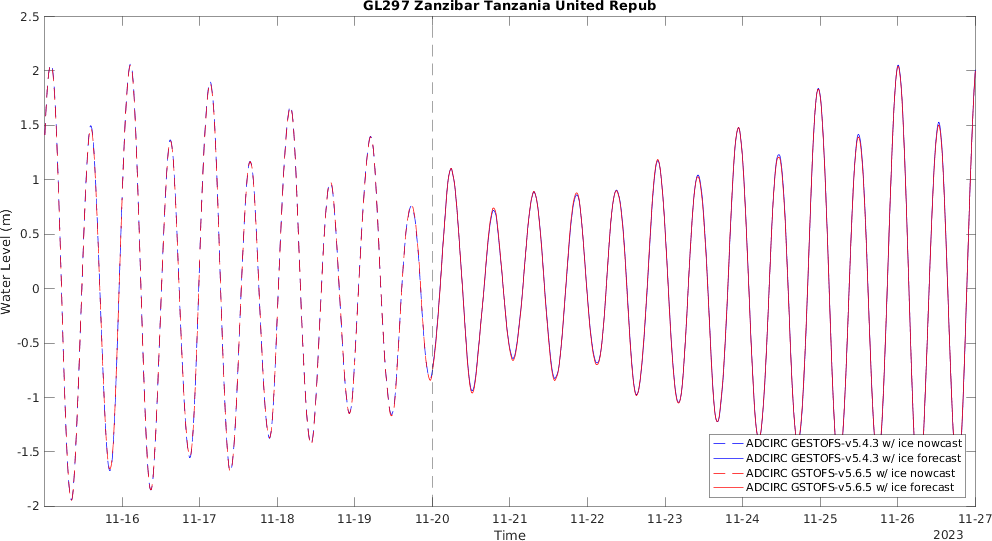 GL297 Zanzibar Tanzania United Repub
2.5
2
1.5
1
0.5
0
-0.5
-1
-1.5
-2
Water Level (m)
ADCIRC GESTOFS-v5.4.3 w/ ice nowcast
ADCIRC GESTOFS-v5.4.3 w/ ice forecast
ADCIRC GSTOFS-v5.6.5 w/ ice nowcast
ADCIRC GSTOFS-v5.6.5 w/ ice forecast
11-16 11-17 11-18 11-19 11-20 11-21 11-22 11-23 11-24 11-25 11-26 11-27
Time
2023